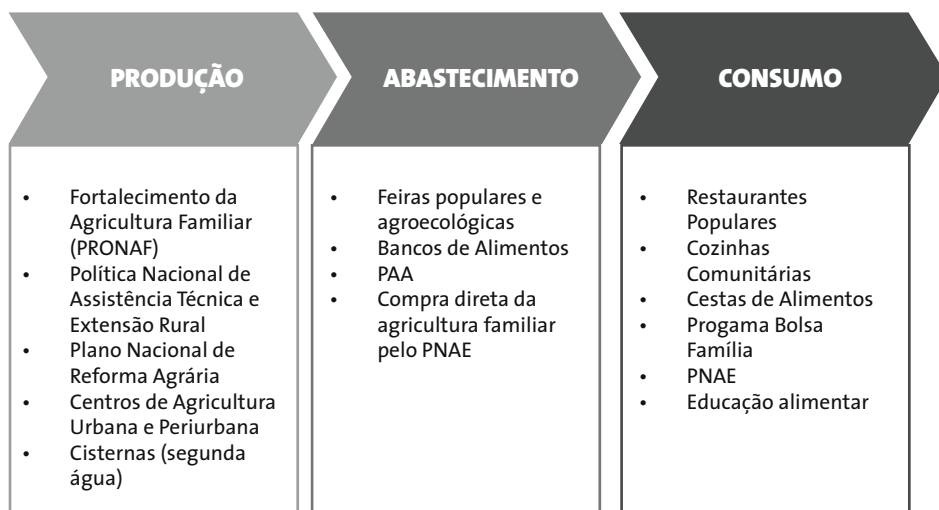 PRODUÇÃO
• Fortalecimento da
Agricultura Familiar
(PRONAF)
• Política Nacional de
Assistência Técnica e
Extensão Rural
• Plano Nacional de
Reforma Agrária
• Centros de Agricultura
Urbana e Periurbana
• Cisternas (segunda
água)
ABASTECIMENTO
• Feiras populares e
agroecológicas
• Bancos de Alimentos
• PAA
• Compra direta da
agricultura familiar
pelo PNAE
CONSUMO
• Restaurantes
Populares
• Cozinhas
Comunitárias
• Cestas de Alimentos
• Progama Bolsa
Família
• PNAE
• Educação alimentar